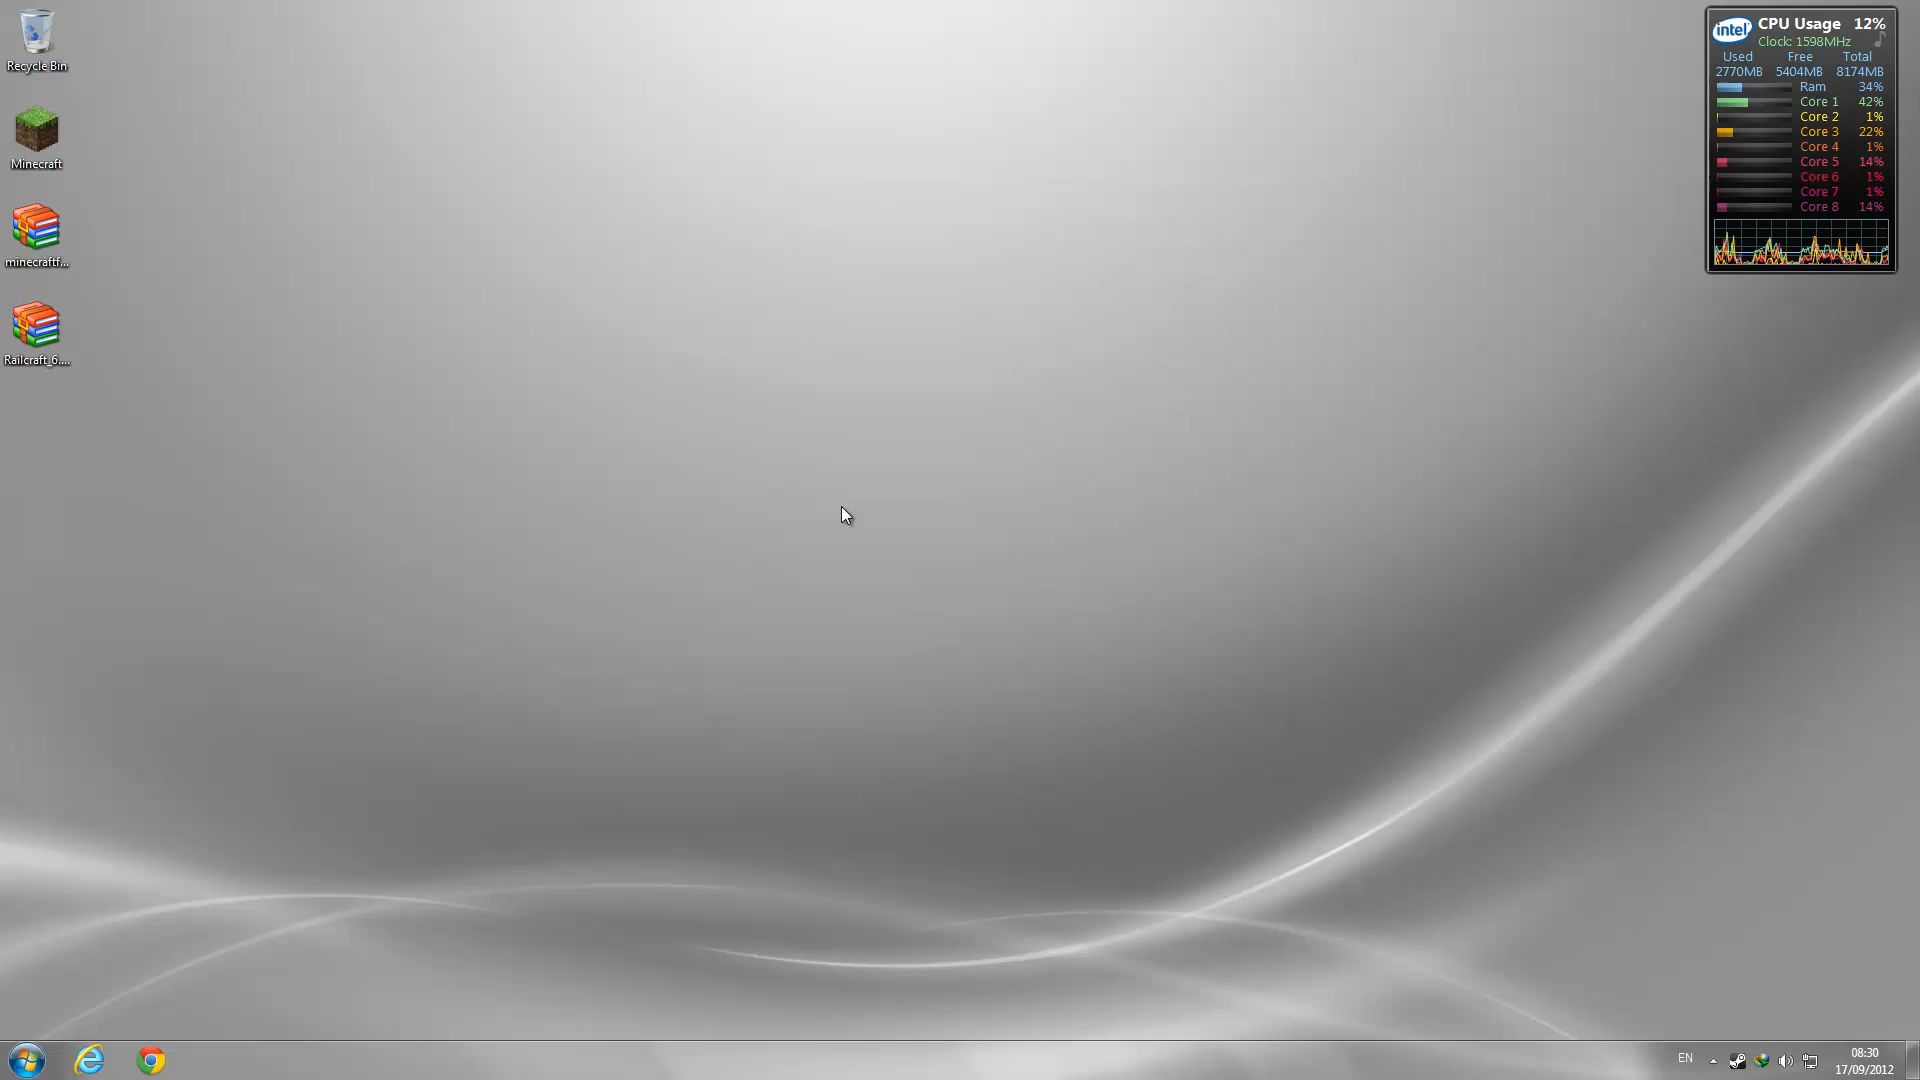 Recycle Bin
Minecraft
minecraftf...
Railcraft_6....
intel
CPU Usage 12%
Clock: 1598MHz
Used Free Total
2770MB 5404MB 8174MB
Ram 34%
Core 1 42%
Core 2 1%
Core 3 22%
Core 4 1%
Core 5 14%
Core 6 1%
Core 7 1%
Core 8 14%
EN
08:30
17/09/2012